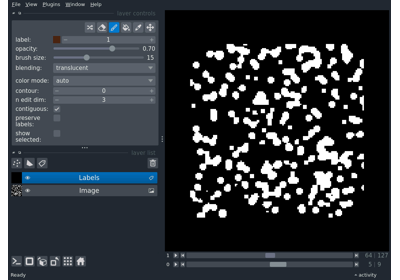 File View Plugins Window Help
layer controls
label: 1
opacity: 0.70
brush size: 15
blending: translucent
color mode: auto
contour: 0
n edit dim: 3
contiguous:
preserve
labels:
show
selected:
layer list
Labels
Image
1 64 127
0 5 9
Ready activity